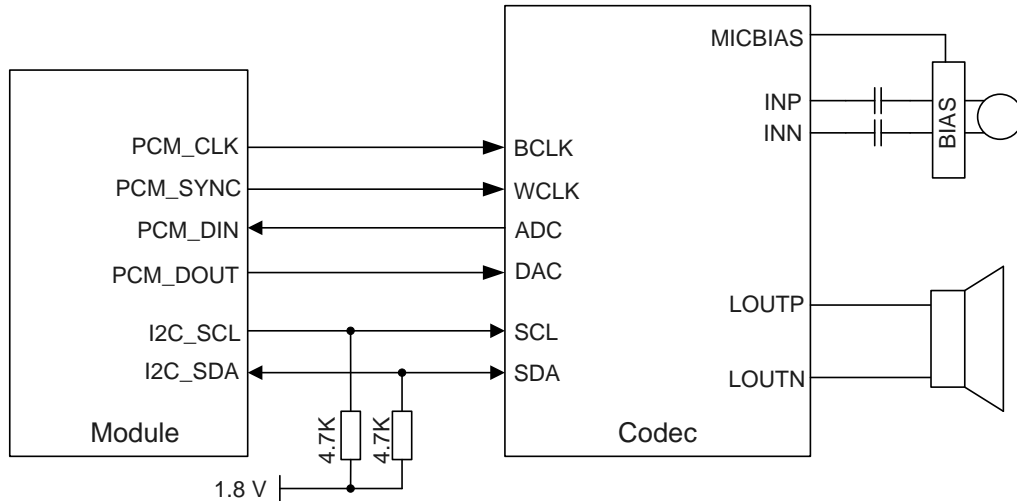 MICBIAS
INP
INN
BIAS
PCM_CLK
BCLK
PCM_SYNC
WCLK
PCM_DIN
ADC
PCM_DOUT
DAC
LOUTP
I2C_SCL
SCL
I2C_SDA
SDA
LOUTN
Module
4.7K
4.7K
Codec
1.8 V